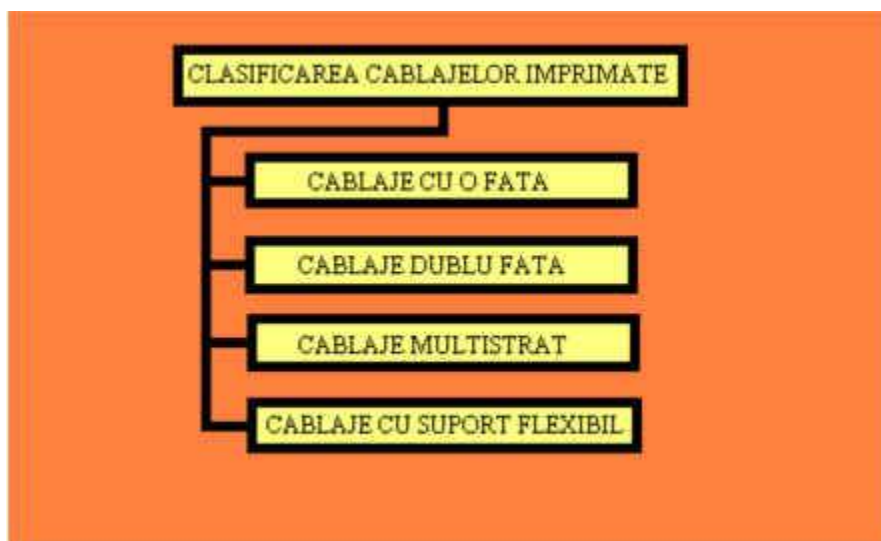 CLASIFICAREA CABLAJELOR IMPRIMATE
CABLAJE CU O FATA
CABLAJE DUBLU FATA
CABLAJE MULTISTRAT
CABLAJE CU SUPORT FLEXIBIL